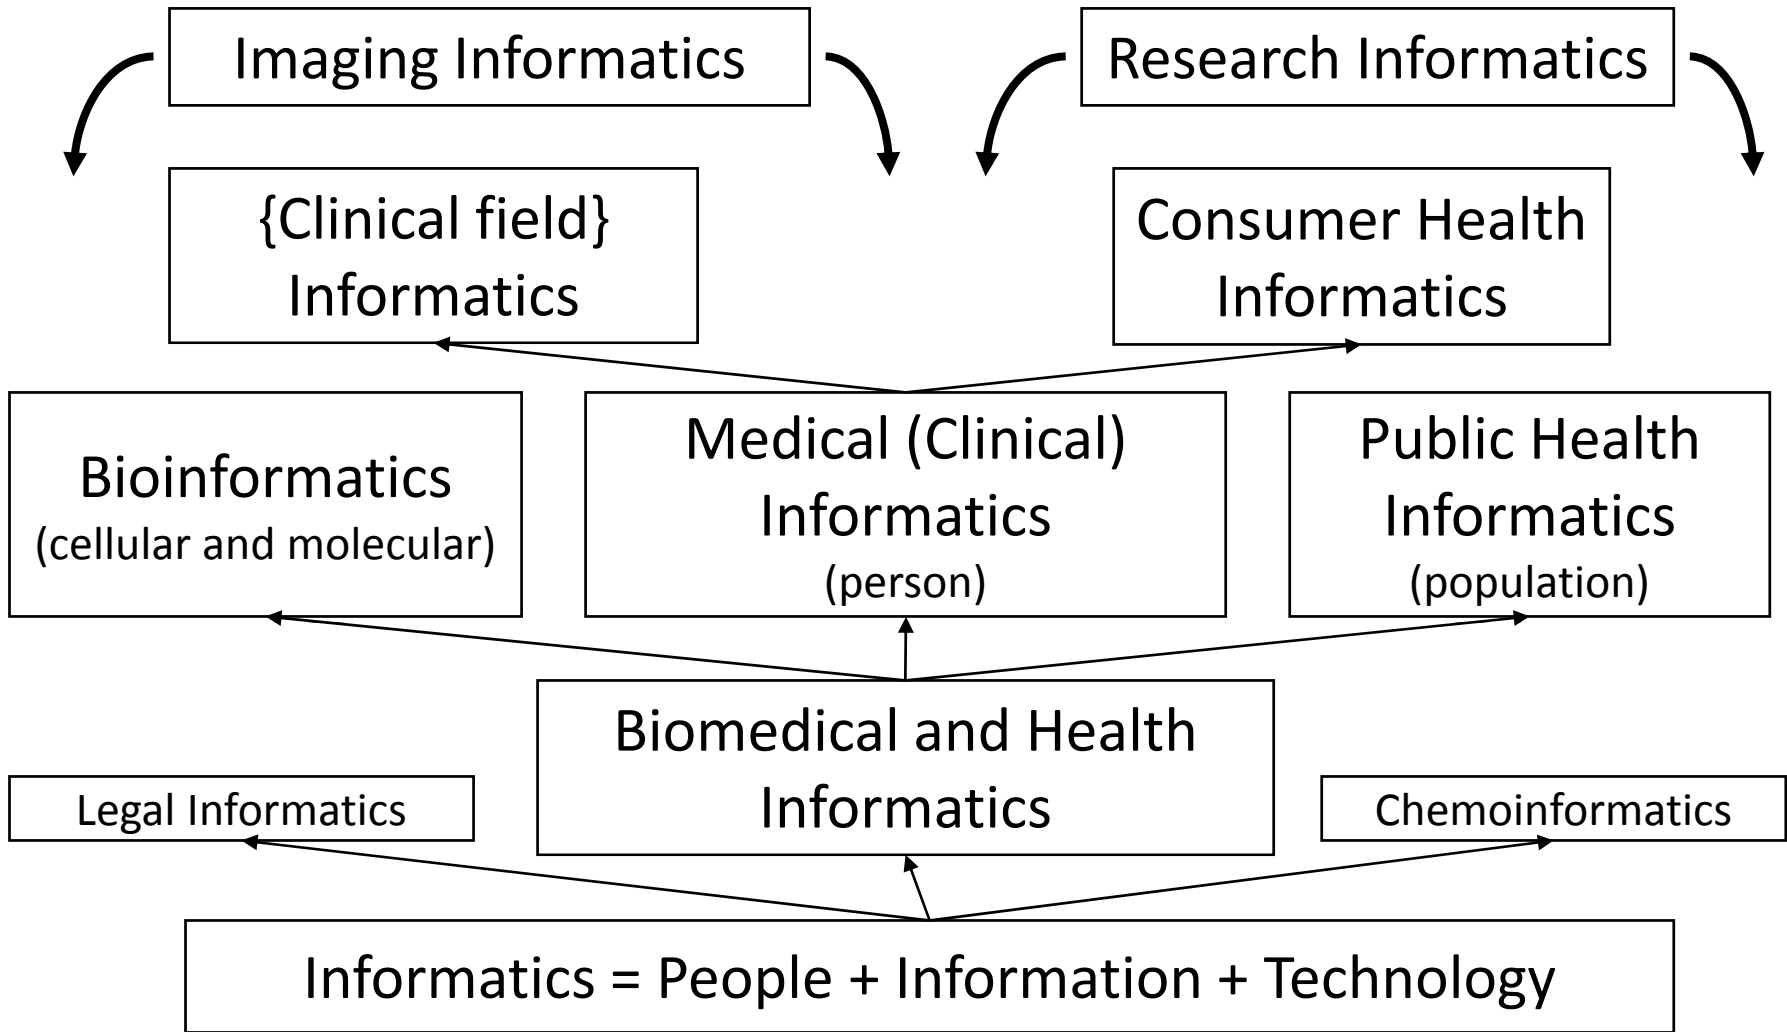 Imaging Informatics
Research Informatics
{Clinical field}
Informatics
Consumer Health
Informatics
Bioinformatics
(cellular and molecular)
Medical (Clinical)
Informatics
(person)
Public Health
Informatics
(population)
Biomedical and Health
Informatics
Legal Informatics
Chemoinformatics
Informatics = People + Information + Technology